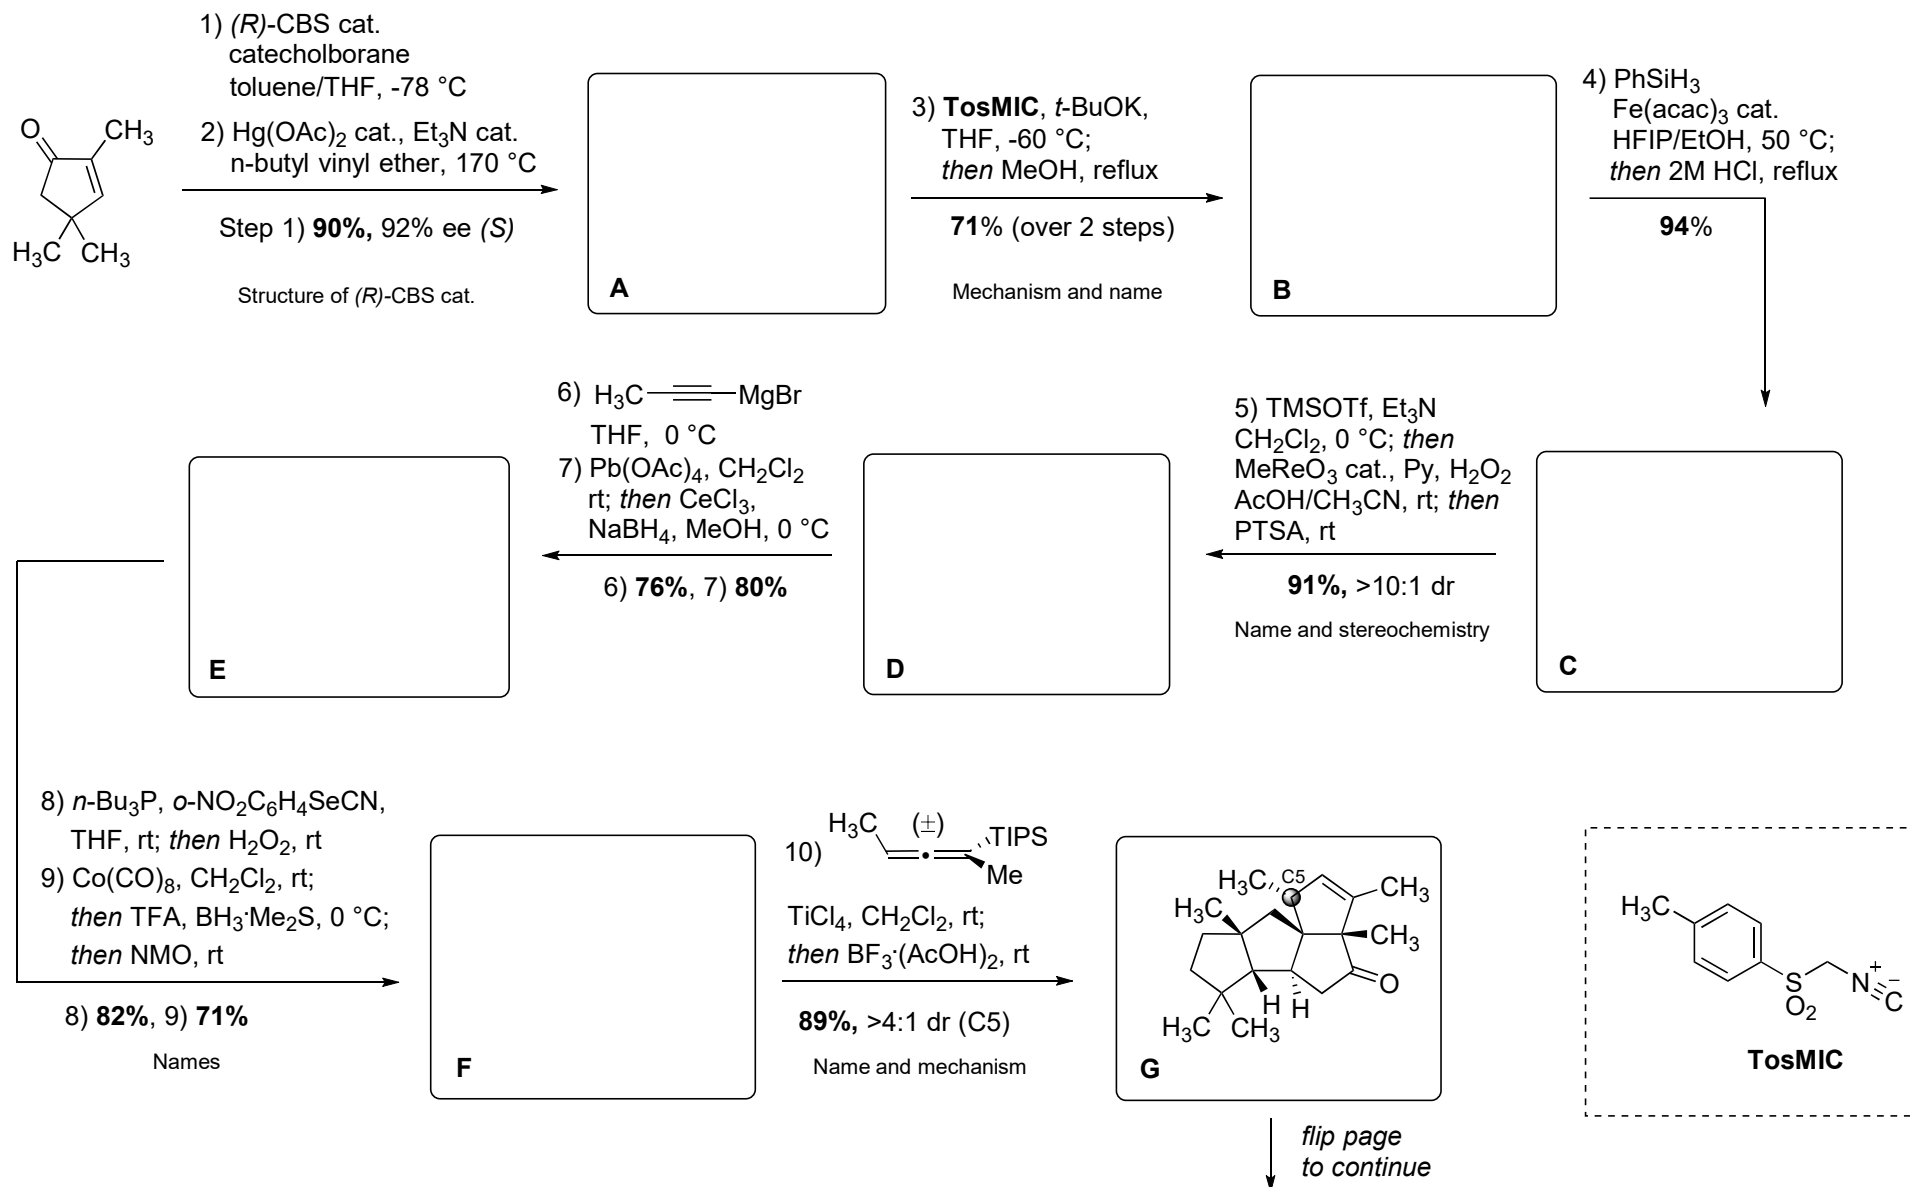 1) (R)-CBS cat.
catecholborane
toluene/THF, -78 °C
2) Hg(OAc)2 cat., Et3N cat.
n-butyl vinyl ether, 170 °C
Step 1) 90%, 92% ee (S)
Structure of (R)-CBS cat.
O
CH3
H3C CH3
A
3) TosMIC, t-BuOK,
THF, -60 °C;
then MeOH, reflux
71% (over 2 steps)
Mechanism and name
B
4) PhSiH3
Fe(acac)3 cat.
HFIP/EtOH, 50 °C;
then 2M HCl, reflux
94%
6) H3C MgBr
THF, 0 °C
7) Pb(OAc)4, CH2Cl2
rt; then CeCl3,
NaBH4, MeOH, 0 °C
6) 76%, 7) 80%
5) TMSOTf, Et3N
CH2Cl2, 0 °C; then
MeReO3 cat., Py, H2O2
AcOH/CH3CN, rt; then
PTSA, rt
91%, >10:1 dr
Name and stereochemistry
E
D
C
8) n-Bu3P, o-NO2C6H4SeCN,
THF, rt; then H2O2, rt
9) Co(CO)8, CH2Cl2, rt;
then TFA, BH3·Me2S, 0 °C;
then NMO, rt
8) 82%, 9) 71%
Names
F
10)
H3C (±) TIPS
Me
TiCl4, CH2Cl2, rt;
then BF3·(AcOH)2, rt
89%, >4:1 dr (C5)
Name and mechanism
H3C C5 CH3
H3C CH3
O
H H
H3C CH3
G
H3C
S
O2
N+
C−
TosMIC
flip page
to continue